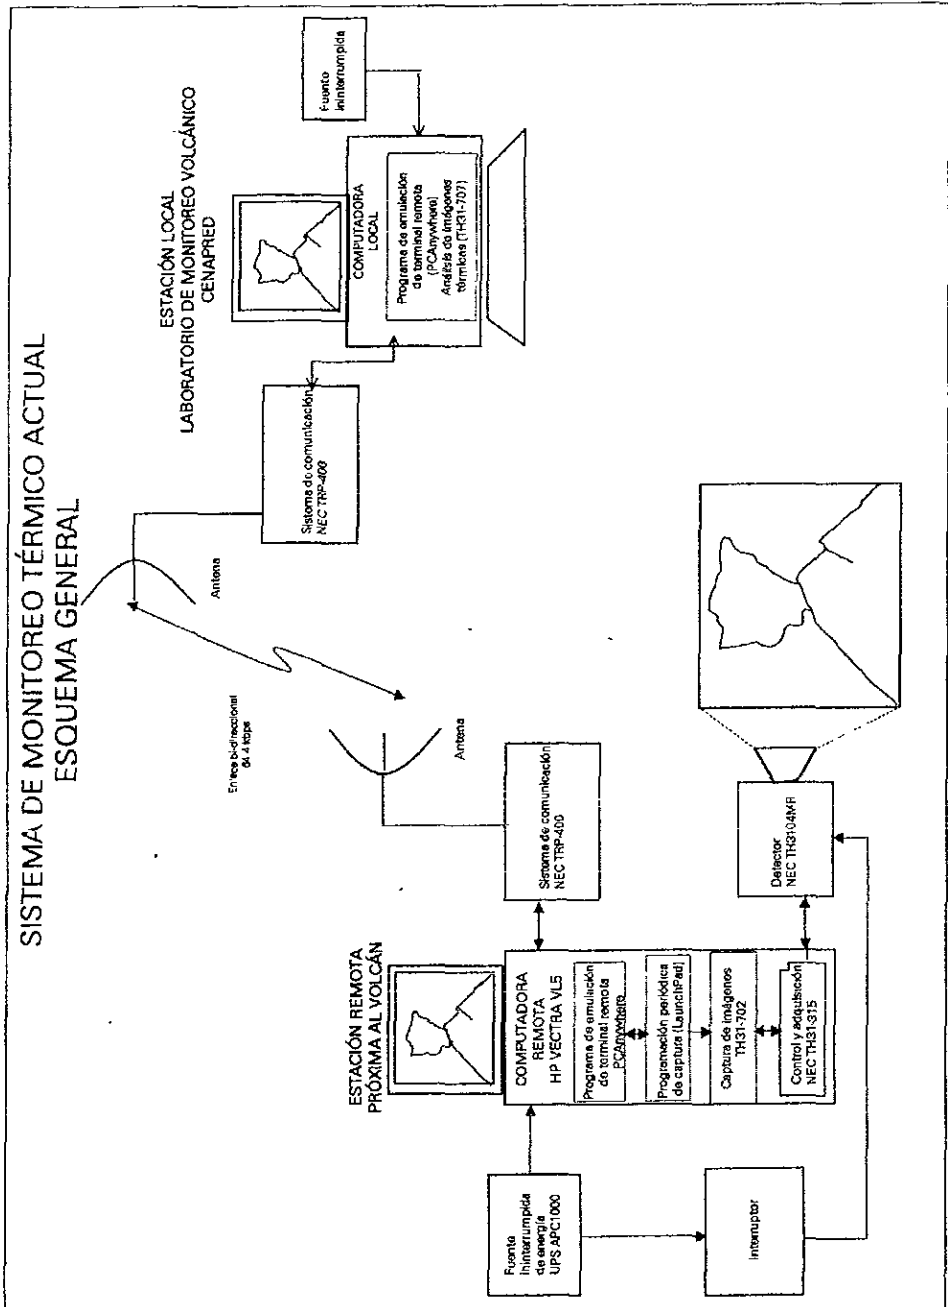 SISTEMA DE MONITOREO TÉRMICO ACTUAL
ESQUEMA GENERAL
ESTACIÓN LOCAL
LABORATORIO DE MONITOREO VOLCÁNICO
CENAPRED
Fuente
Ininterrumpida
COMPUTADORA
LOCAL
Programa de emulación
de terminal remota
(PCAnywhere)
Análisis de imágenes
térmicas (TH31-707)
Sistema de comunicación
NEC TRP-400
Antena
Enlace bi-direccional
64.4 kbps
Antena
Sistema de comunicación
NEC TRP-400
ESTACIÓN REMOTA
PRÓXIMA AL VOLCÁN
COMPUTADORA
REMOTA
HP VECTRA VL5
Programa de emulación
de terminal remota
PCAnywhere
Programación periódica
de captura (LaunchPad)
Captura de imágenes
TH31-702
Control y adquisición
NEC TH31-315
Detector
NEC TH3104MR
Fuente
Ininterrumpida
de energía
UPS APC1000
Interruptor